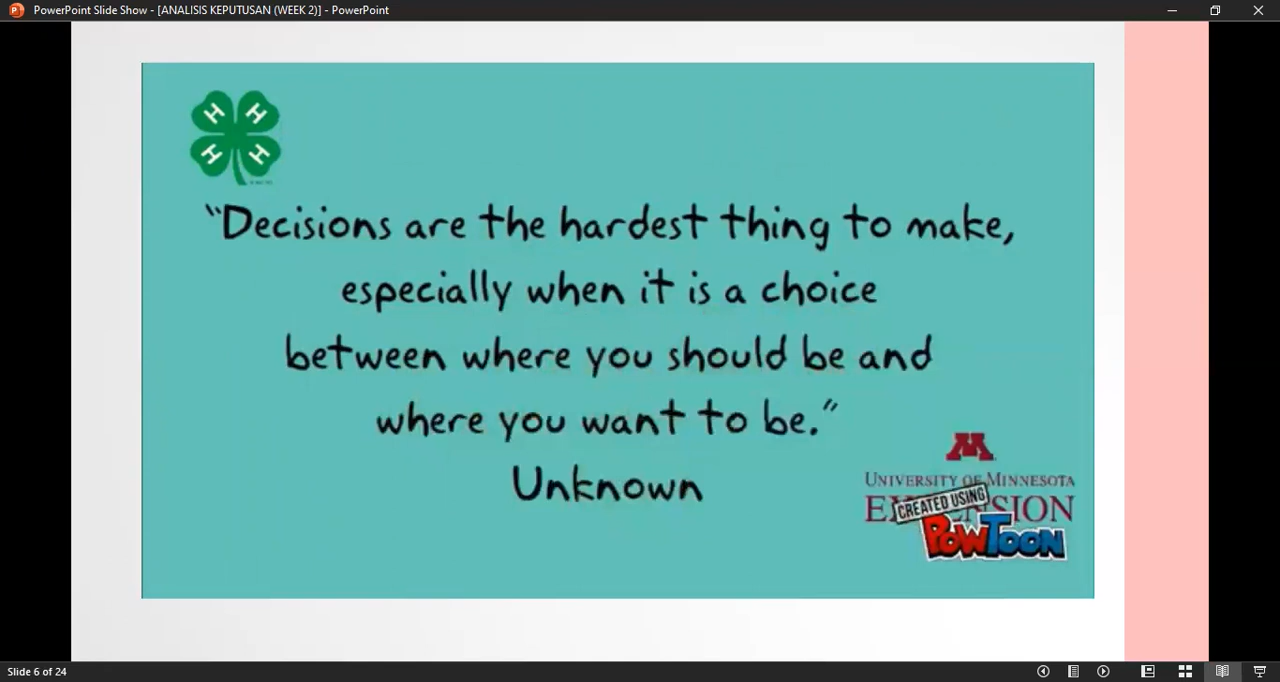 PowerPoint Slide Show - [ANALISIS KEPUTUSAN (WEEK 2)] - PowerPoint
H H
H H
“Decisions are the hardest thing to make,
especially when it is a choice
between where you should be and
where you want to be.”
Unknown
M
UNIVERSITY OF MINNESOTA
CREATED USING
POWTOON
Slide 6 of 24